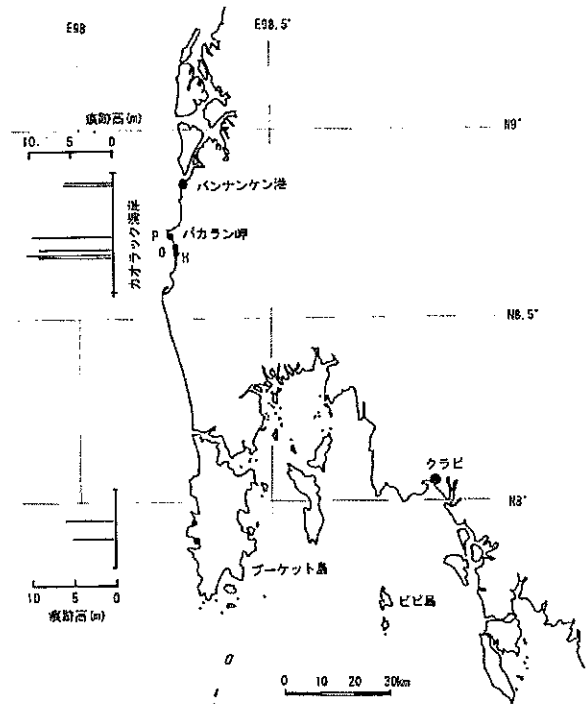 E98
E98.5°
痕跡高(m)
10 5 0
N9°
バンナンケン港
P パカラン岬
O H
カオラック海岸
N8.5°
クラビ
N8°
プーケット島
10 5 0
痕跡高(m)
ピピ島
0 10 20 30km